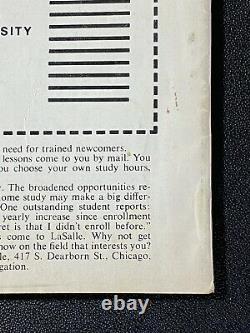 SITY
need for trained newcomers.
lessons come to you by mail. You
u choose your own study hours,
y. The broadened opportunities re-
ome study may make a big differ-
One outstanding student reports:
yearly increase since enrollment
ret is that I didn't enroll before."
s come to LaSalle. Why not get
know on the field that interests you?
le, 417 S. Dearborn St., Chicago,
gation.